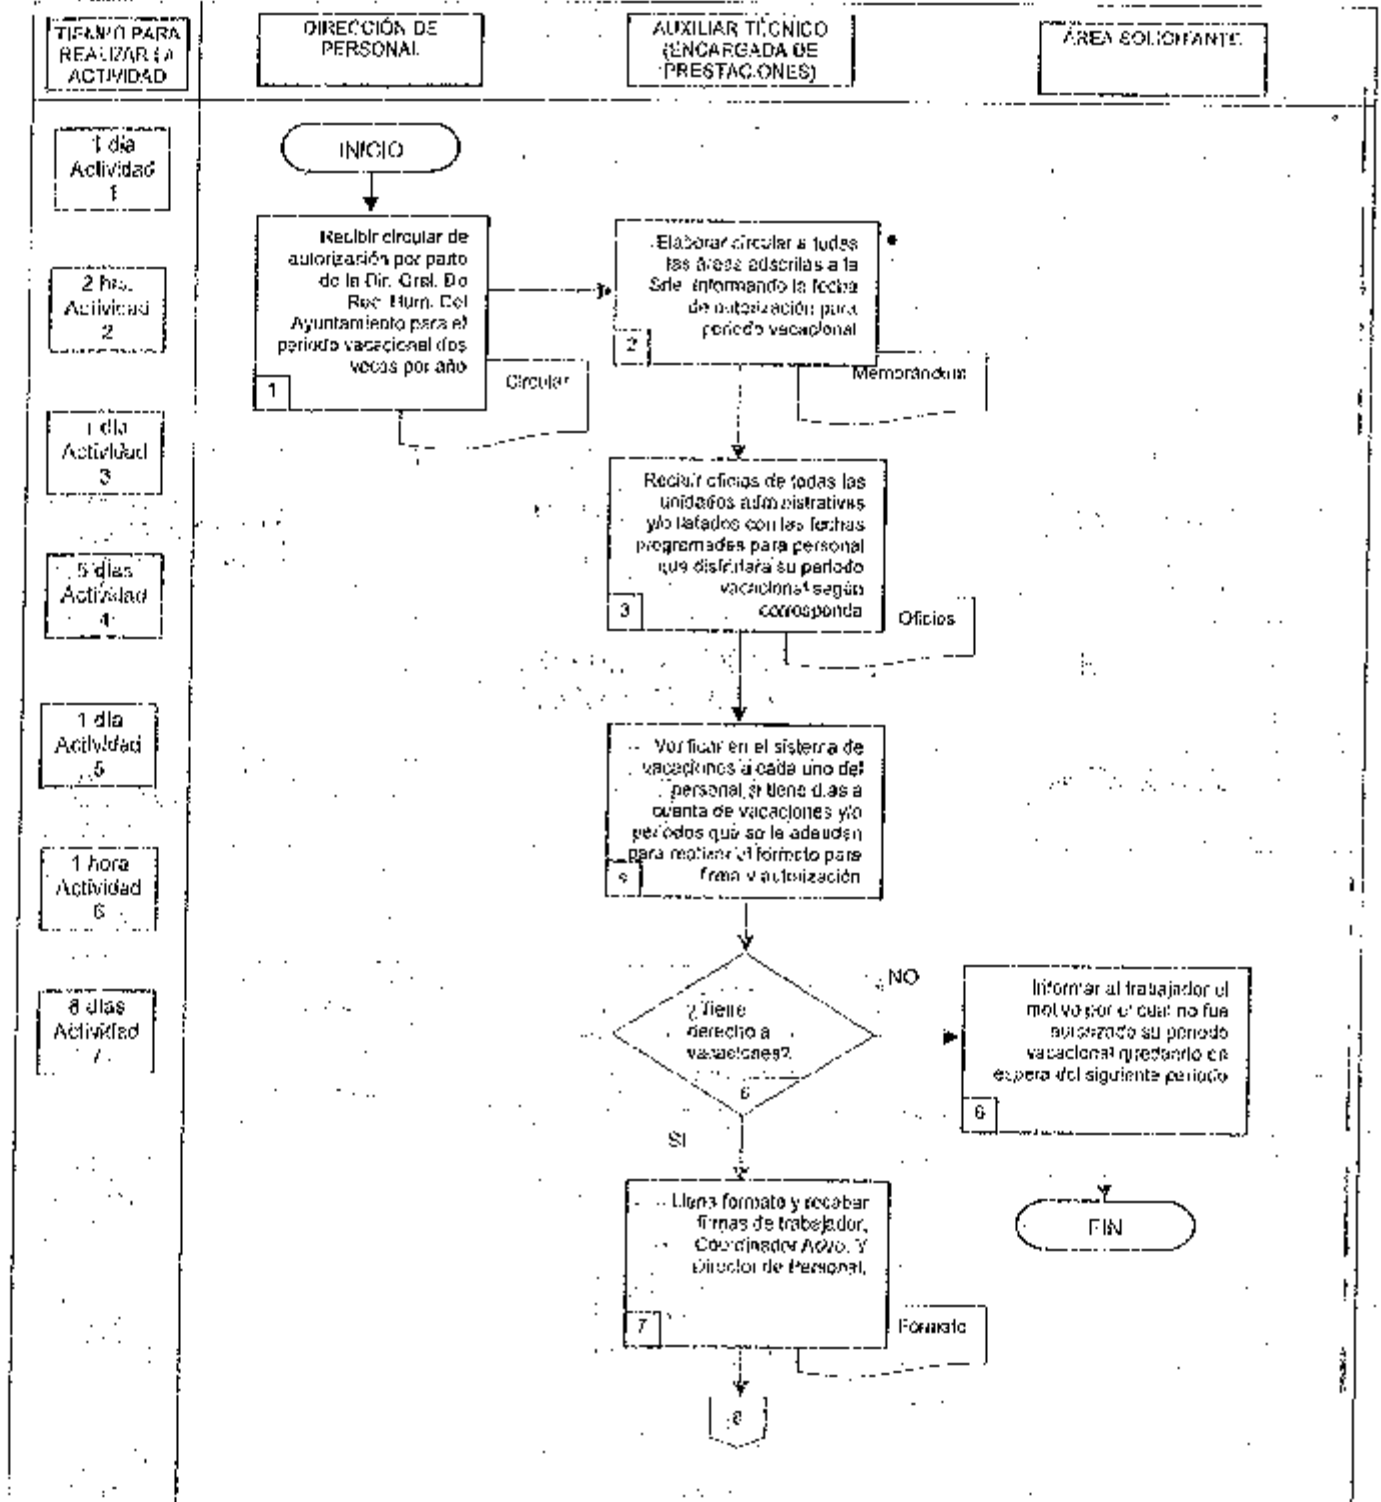 TIEMPO PARA
REALIZAR LA
ACTIVIDAD
DIRECCIÓN DE
PERSONAL
AUXILIAR TÉCNICO
(ENCARGADA DE
PRESTACIONES)
ÁREA SOLICITANTE
1 día
Actividad
1
2 hrs.
Actividad
2
1 día
Actividad
3
5 días
Actividad
4
1 día
Actividad
5
1 hora
Actividad
6
8 días
Actividad
7
INICIO
Recibir circular de
autorización por parte
de la Dir. Gral. De
Rec. Hum. Del
Ayuntamiento para el
periodo vacacional dos
veces por año
1
Circular
Elaborar circular a todas
las áreas adscritas a la
informando la fecha
de autorización para
periodo vacacional
2
Memorándum
Recibir oficios de todas las
unidades administrativas
y/o listados con las fechas
programadas para personal
que disfrutara su periodo
vacacional según
corresponda
3
Oficios
Verificar en el sistema de
vacaciones a cada uno del
personal si tiene días a
cuenta de vacaciones y/o
periodos que se le adeudan
para realizar el formato para
firma y autorización
¿Tiene
derecho a
vacaciones?
NO
Informar al trabajador el
motivo por el cual no fue
autorizado su periodo
vacacional quedando en
espera del siguiente periodo
6
SI
FIN
Llena formato y recabar
firmas de trabajador,
Coordinador Admvo. Y
Director de Personal.
7
Formato
8